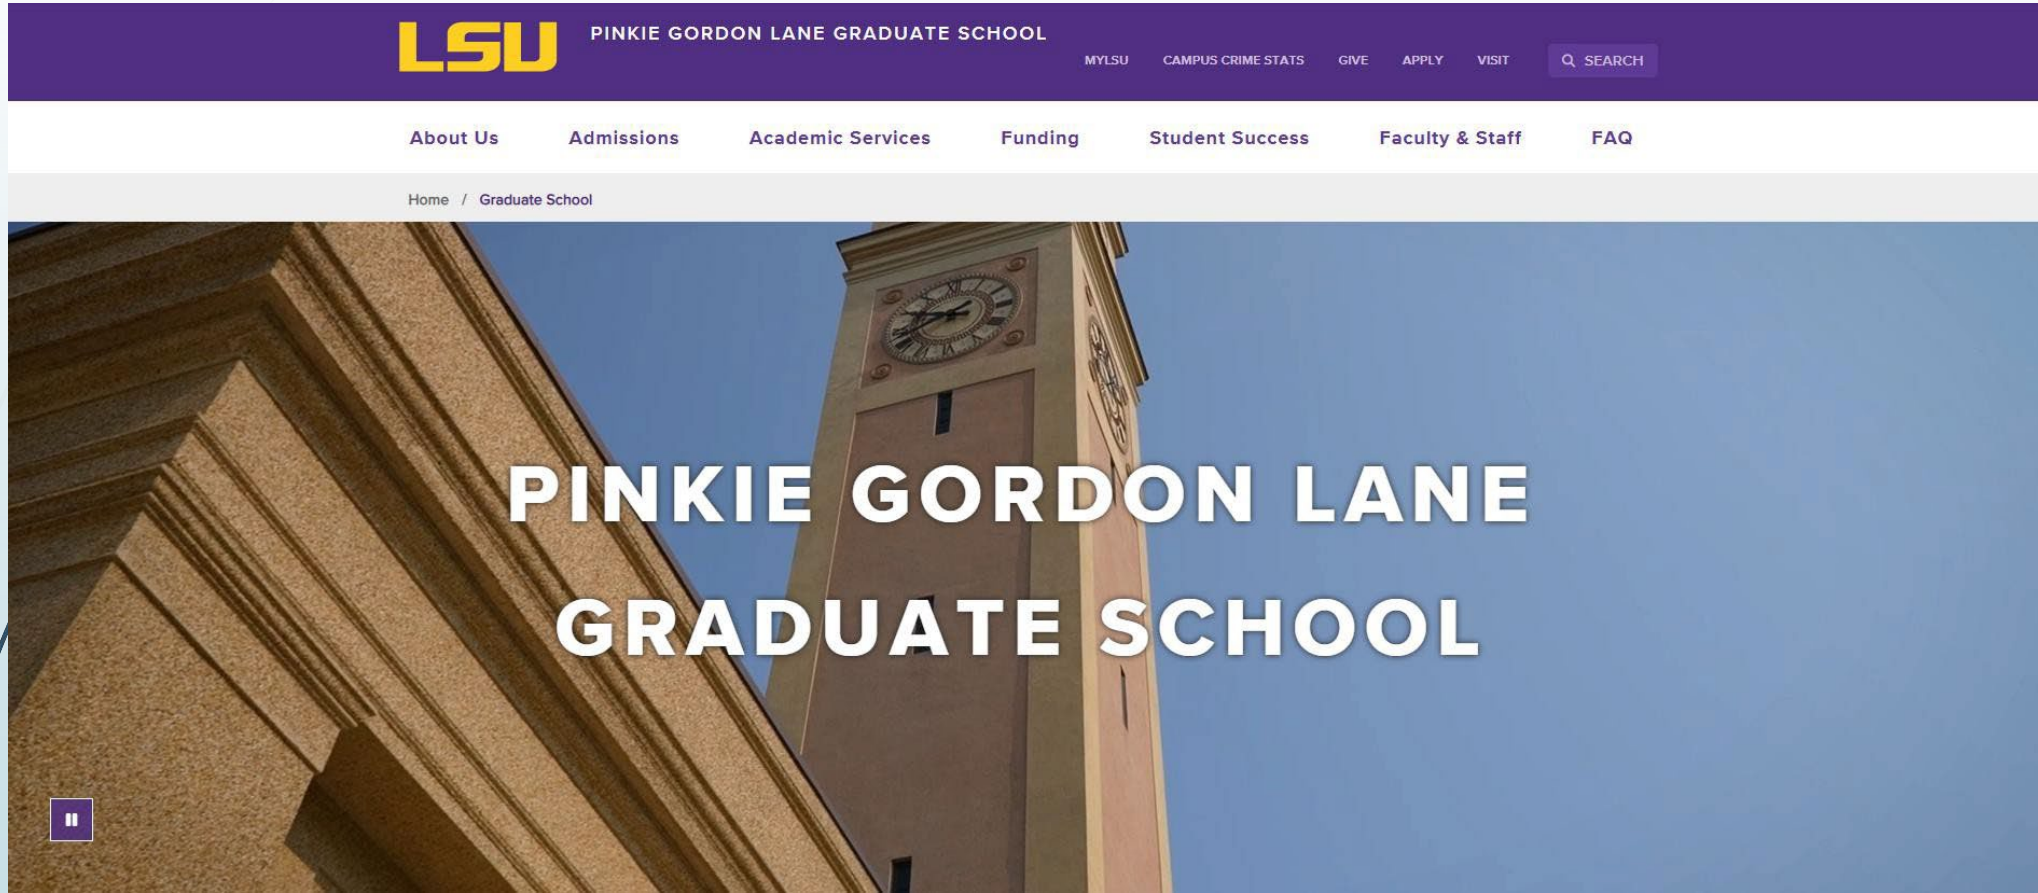 LSU
PINKIE GORDON LANE GRADUATE SCHOOL
MYLSU CAMPUS CRIME STATS GIVE APPLY VISIT SEARCH
About Us Admissions Academic Services Funding Student Success Faculty & Staff FAQ
Home / Graduate School
PINKIE GORDON LANE
GRADUATE SCHOOL